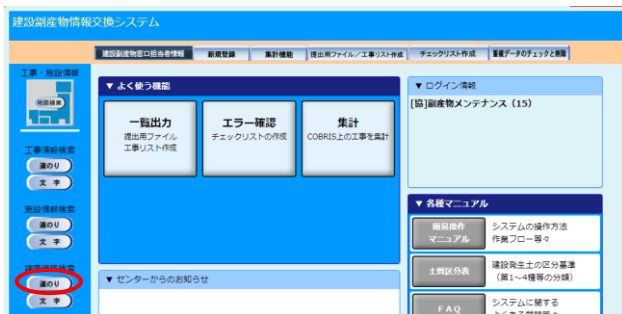 建設副産物情報交換システム
建設副産物窓口担当者情報
新規登録
集計機能
提出用ファイル／工事リスト作成
チェックリスト作成
重複データのチェックと削除
工事・施設情報
地図検索
工事情報検索
道のり
文 字
施設情報検索
道のり
文 字
道のり
文 字
▼ よく使う機能
一覧出力
提出用ファイル
工事リスト作成
エラー確認
チェックリストの作成
集計
COBRIS上の工事を集計
▼ センターからのお知らせ
▼ ログイン情報
[協]副産物メンテナンス（15）
▼ 各種マニュアル
簡易操作
マニュアル
システムの操作方法
作業フロー等々
土質区分表
建設発生土の区分基準
（第1～4種等の分類）
FAQ
システムに関する